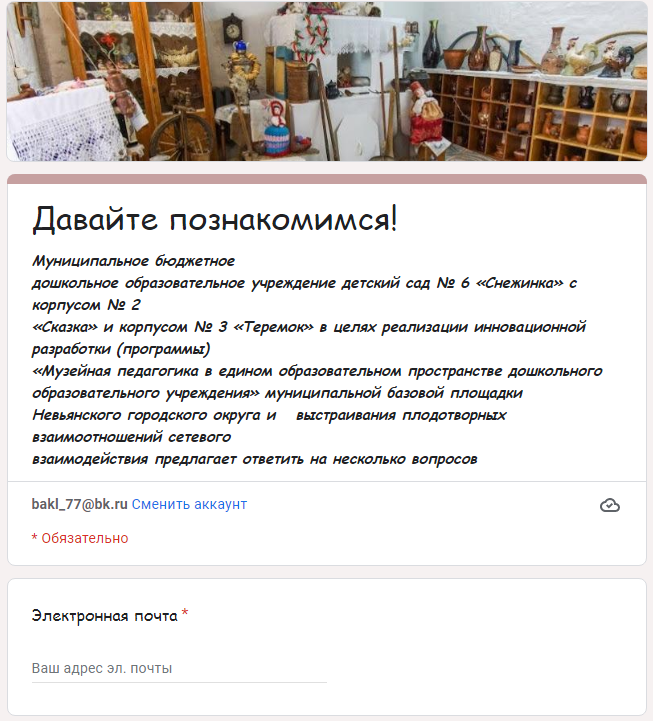 Давайте познакомимся!
Муниципальное бюджетное
дошкольное образовательное учреждение детский сад № 6 «Снежинка» с
корпусом № 2
«Сказка» и корпусом № 3 «Теремок» в целях реализации инновационной
разработки (программы)
«Музейная педагогика в едином образовательном пространстве дошкольного
образовательного учреждения» муниципальной базовой площадки
Невьянского городского округа и выстраивания плодотворных
взаимоотношений сетевого
взаимодействия предлагает ответить на несколько вопросов
bakl_77@bk.ru Сменить аккаунт
* Обязательно
Электронная почта *
Ваш адрес эл. почты